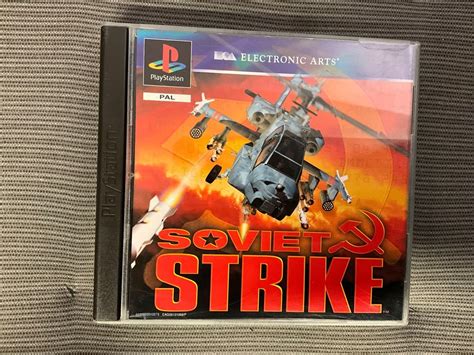 PlayStation
PlayStation
PAL
ELECTRONIC ARTS
SOVIET
STRIKE